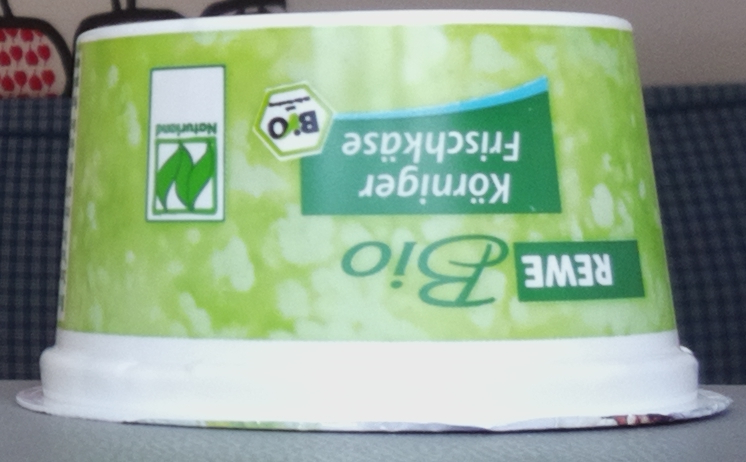 REWE
Bio
Körniger
Frischkäse
BiO
Naturland